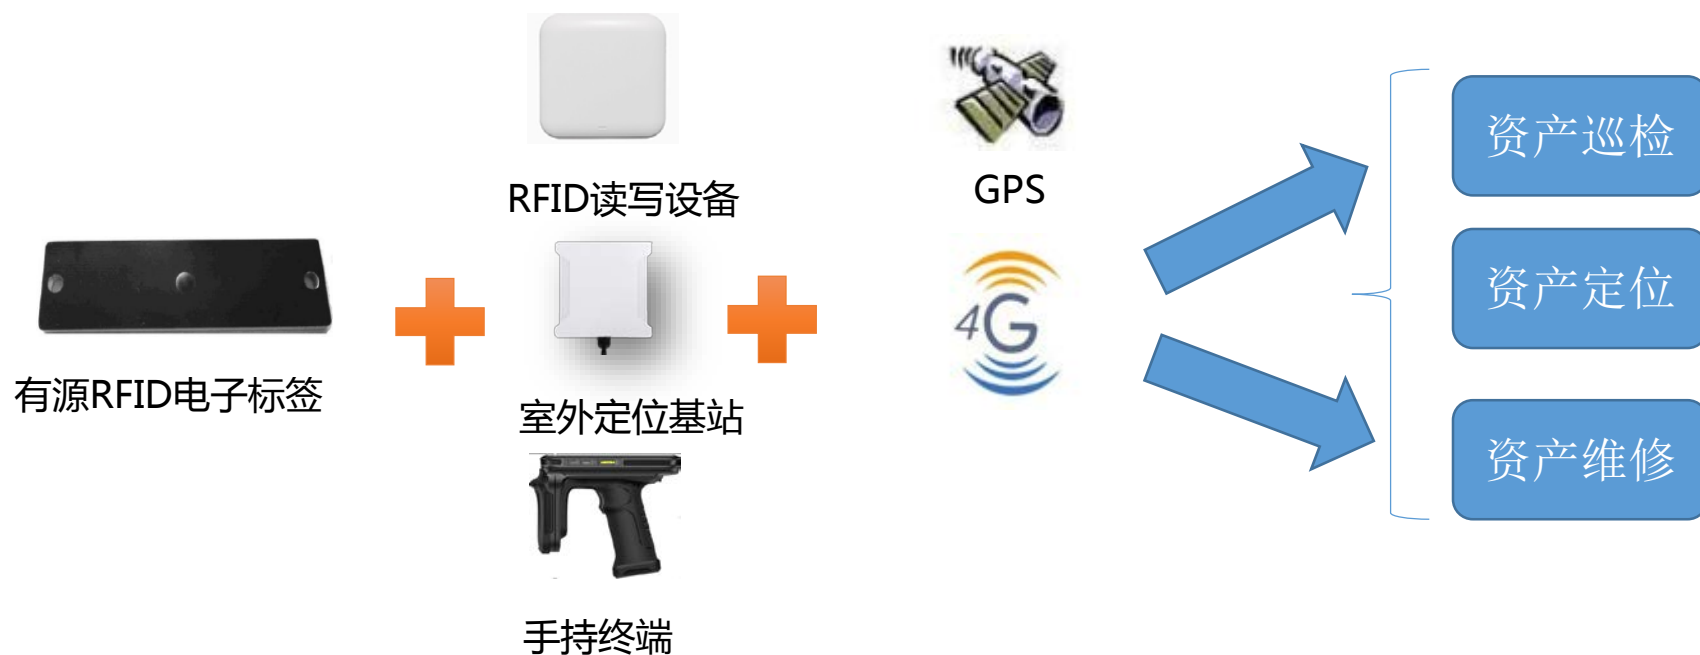 RFID读写设备
GPS
有源RFID电子标签
室外定位基站
4G
手持终端
资产巡检
资产定位
资产维修